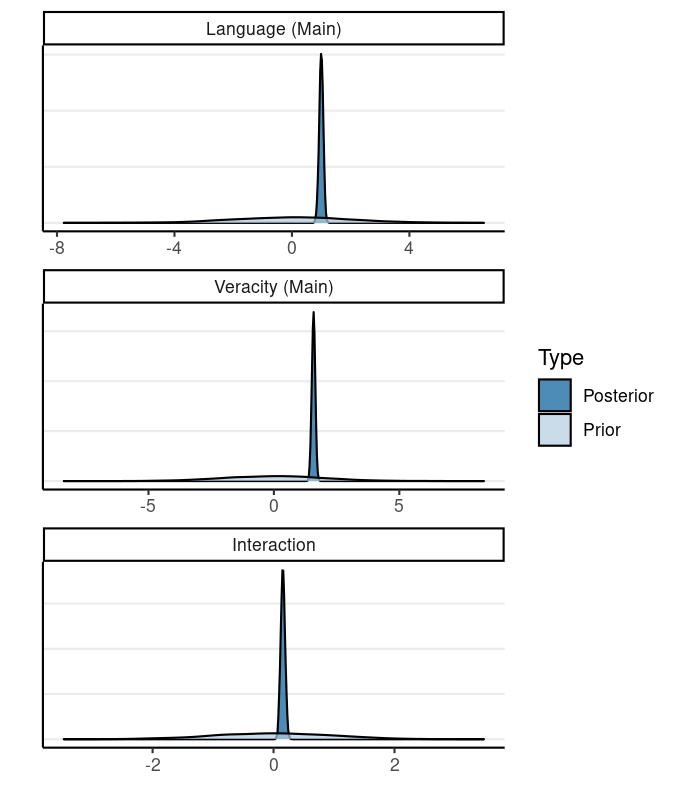 Language (Main)
-8 -4 0 4
Veracity (Main)
-5 0 5
Interaction
-2 0 2
Type
Posterior
Prior